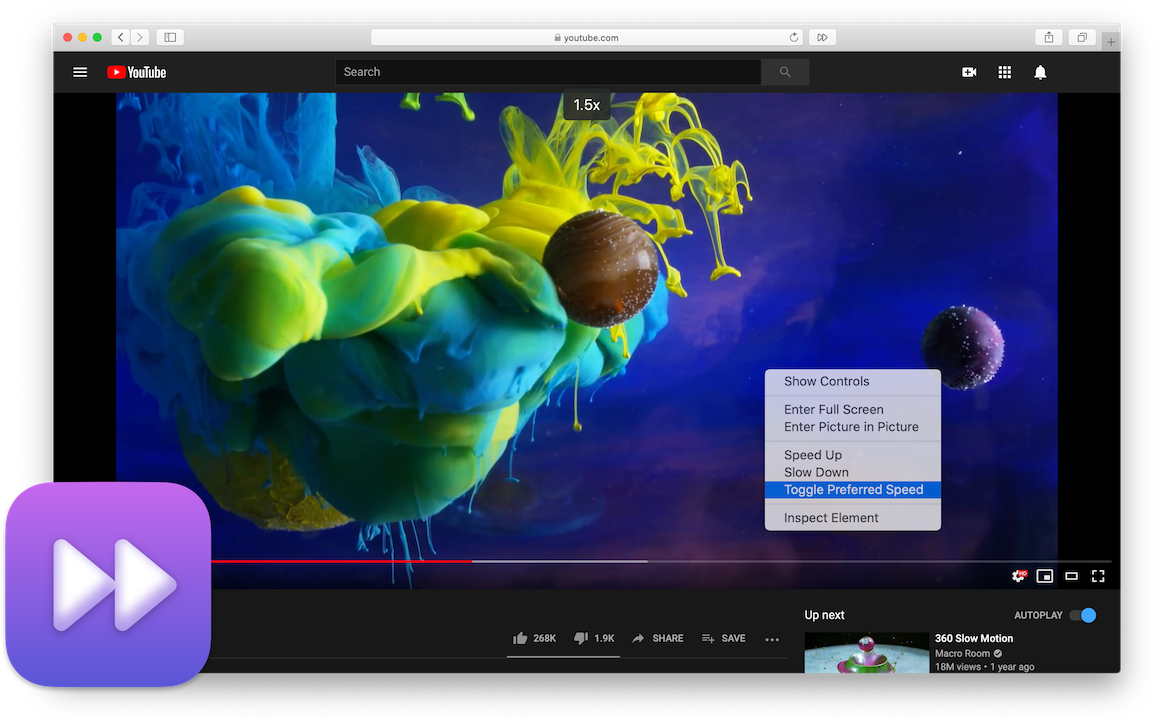 youtube.com
YouTube
Search
1.5x
Show Controls
Enter Full Screen
Enter Picture in Picture
Speed Up
Slow Down
Toggle Preferred Speed
Inspect Element
HD
268K
1.9K
SHARE
SAVE
Up next
AUTOPLAY
360 Slow Motion
Macro Room
18M views • 1 year ago